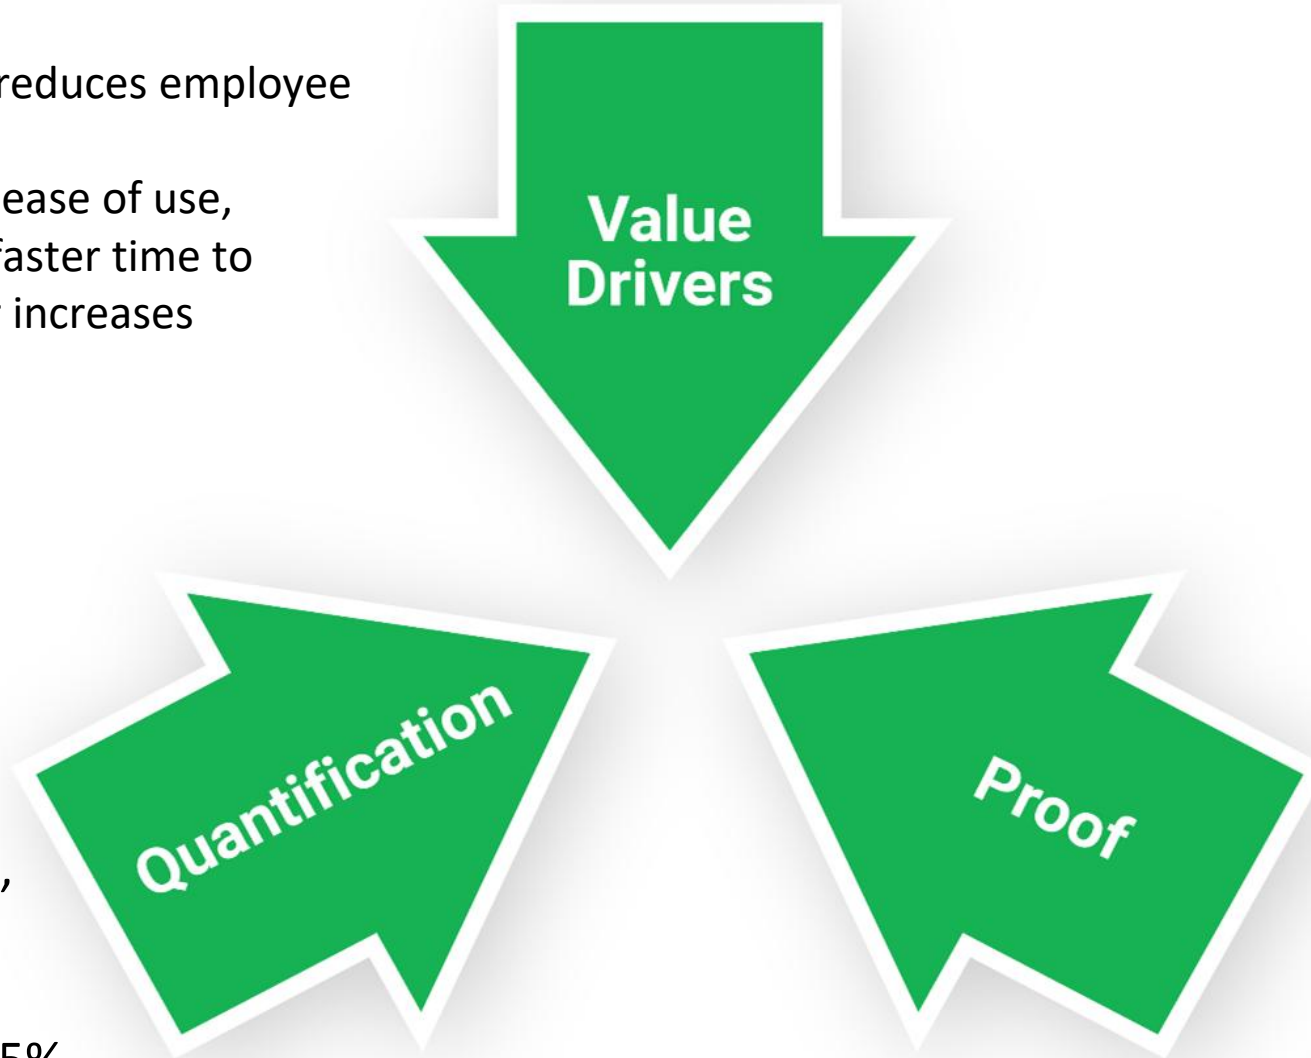 reduces employee
ease of use,
faster time to
increases
Value
Drivers
Quantification
Proof
,
5%